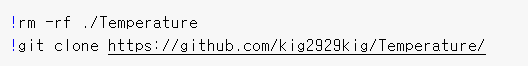 !rm -rf ./Temperature
!git clone https://github.com/kig2929kig/Temperature/